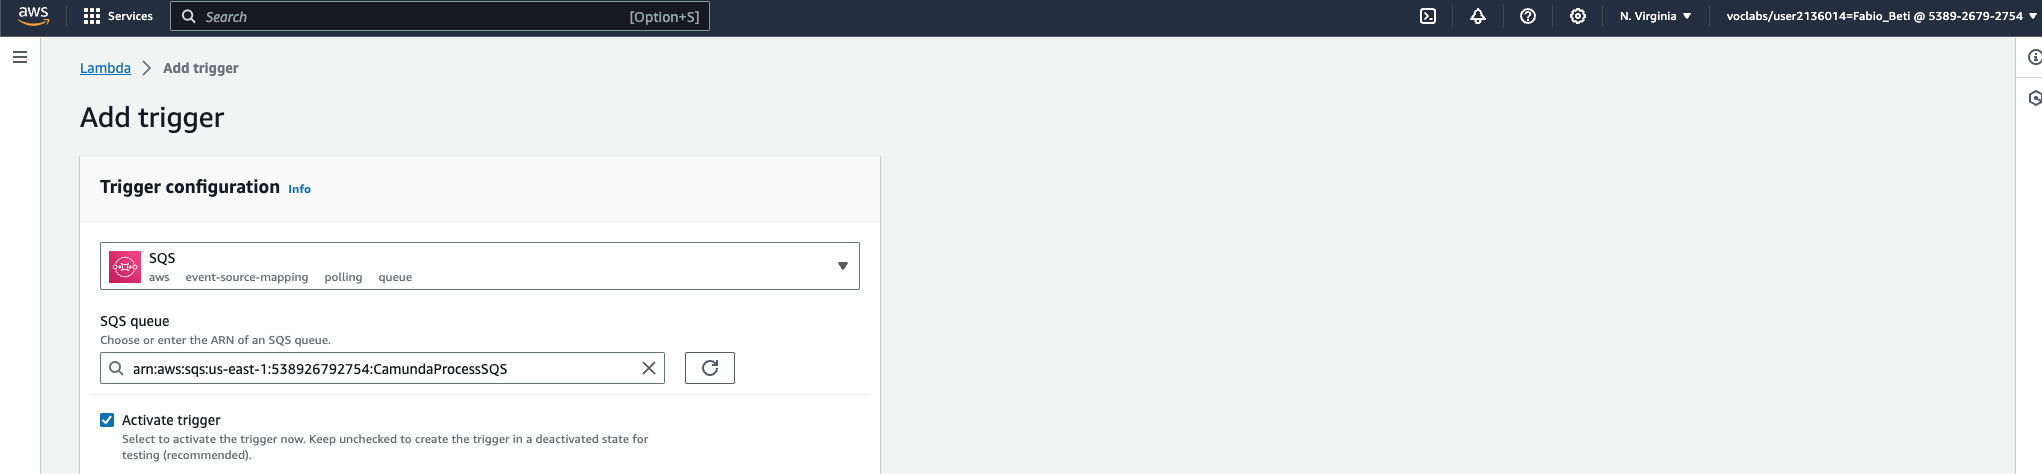 aws Services Search [Option+S] N. Virginia voclabs/user2136014=Fabio_Beti @ 5389-2679-2754
Lambda Add trigger
Add trigger
Trigger configuration Info
SQS
aws event-source-mapping polling queue
SQS queue
Choose or enter the ARN of an SQS queue.
arn:aws:sqs:us-east-1:538926792754:CamundaProcessSQS
Activate trigger
Select to activate the trigger now. Keep unchecked to create the trigger in a deactivated state for
testing (recommended).